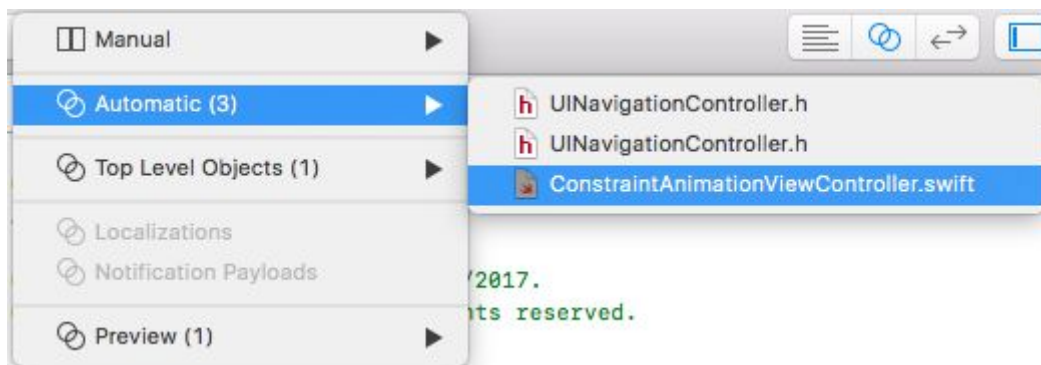 Manual
Automatic (3)
Top Level Objects (1)
Localizations
Notification Payloads
Preview (1)
h UINavigationController.h
h UINavigationController.h
ConstraintAnimationViewController.swift
/2017.
nts reserved.